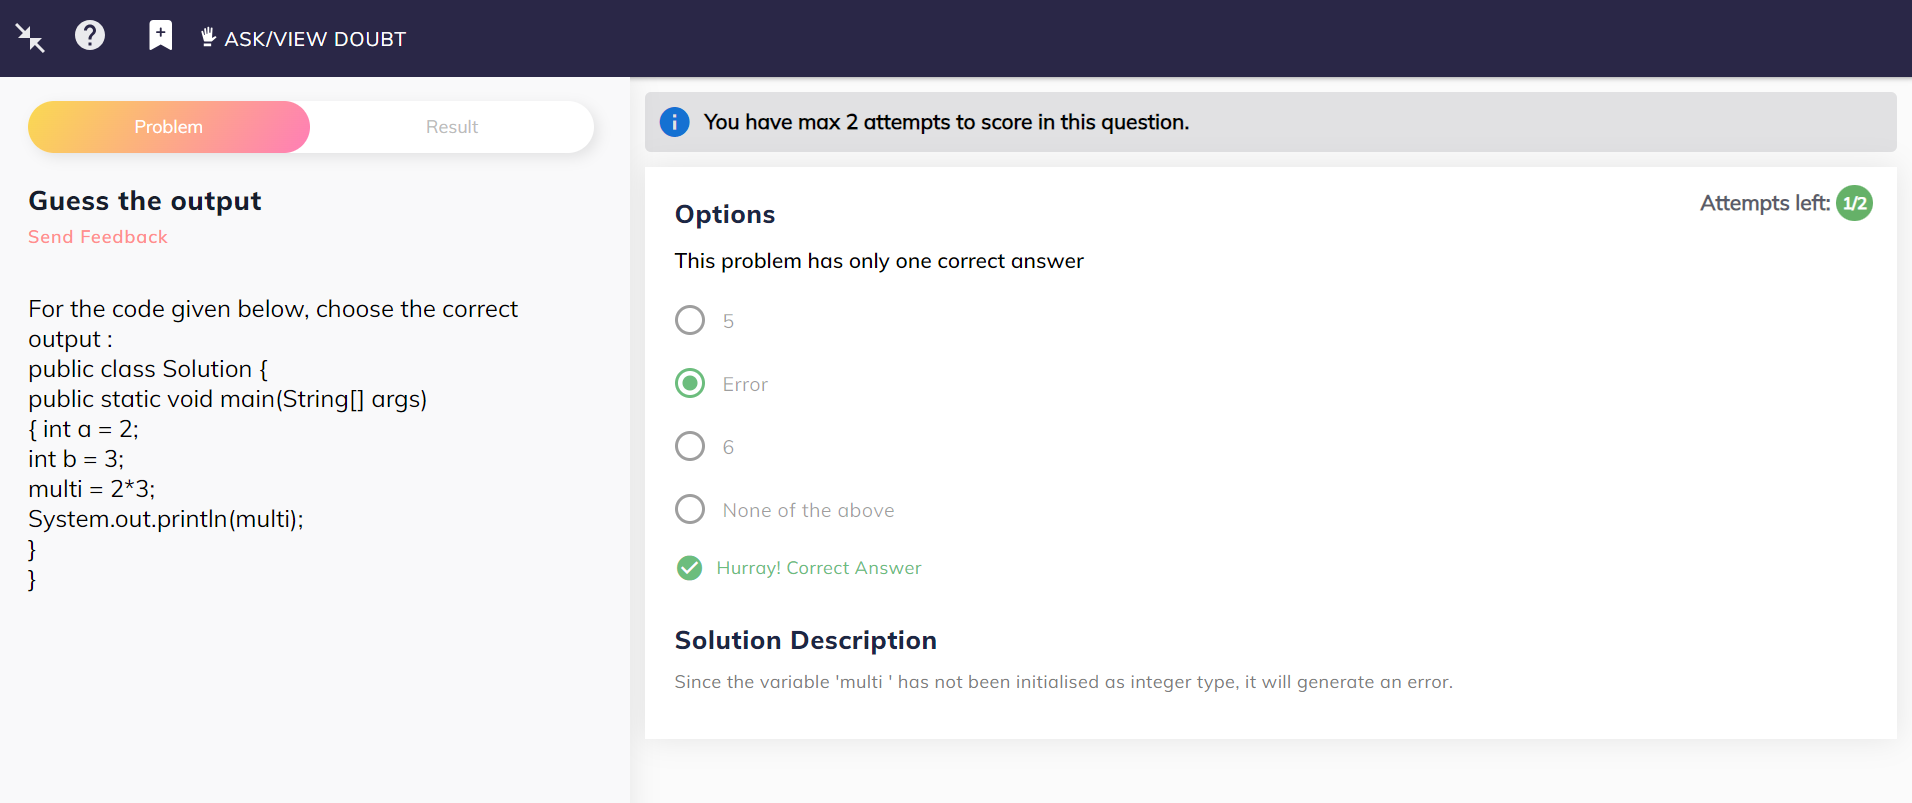 ASK/VIEW DOUBT
Problem
Result
Guess the output
Send Feedback
For the code given below, choose the correct
output :
public class Solution {
public static void main(String[] args)
{ int a = 2;
int b = 3;
multi = 2*3;
System.out.println(multi);
}
}
You have max 2 attempts to score in this question.
Options
Attempts left: 1/2
This problem has only one correct answer
5
Error
6
None of the above
Hurray! Correct Answer
Solution Description
Since the variable 'multi ' has not been initialised as integer type, it will generate an error.